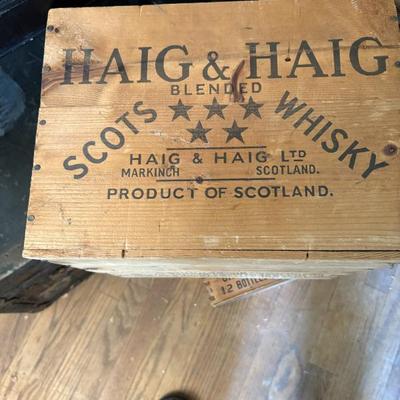 HAIG & HAIG
BLENDED
SCOTS WHISKY
HAIG & HAIG LTD
MARKINCH SCOTLAND.
PRODUCT OF SCOTLAND.
12 BOTTLES